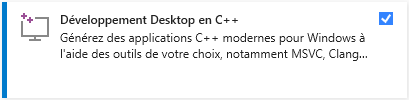 Développement Desktop en C++
Générez des applications C++ modernes pour Windows à
l'aide des outils de votre choix, notamment MSVC, Clang...